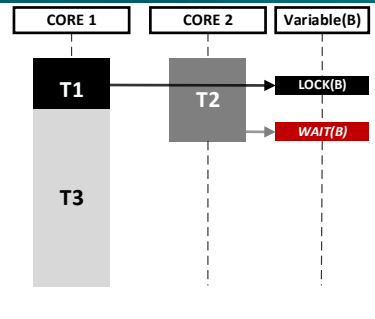 CORE 1 CORE 2 Variable(B)
T1 LOCK(B)
T2
WAIT(B)
T3